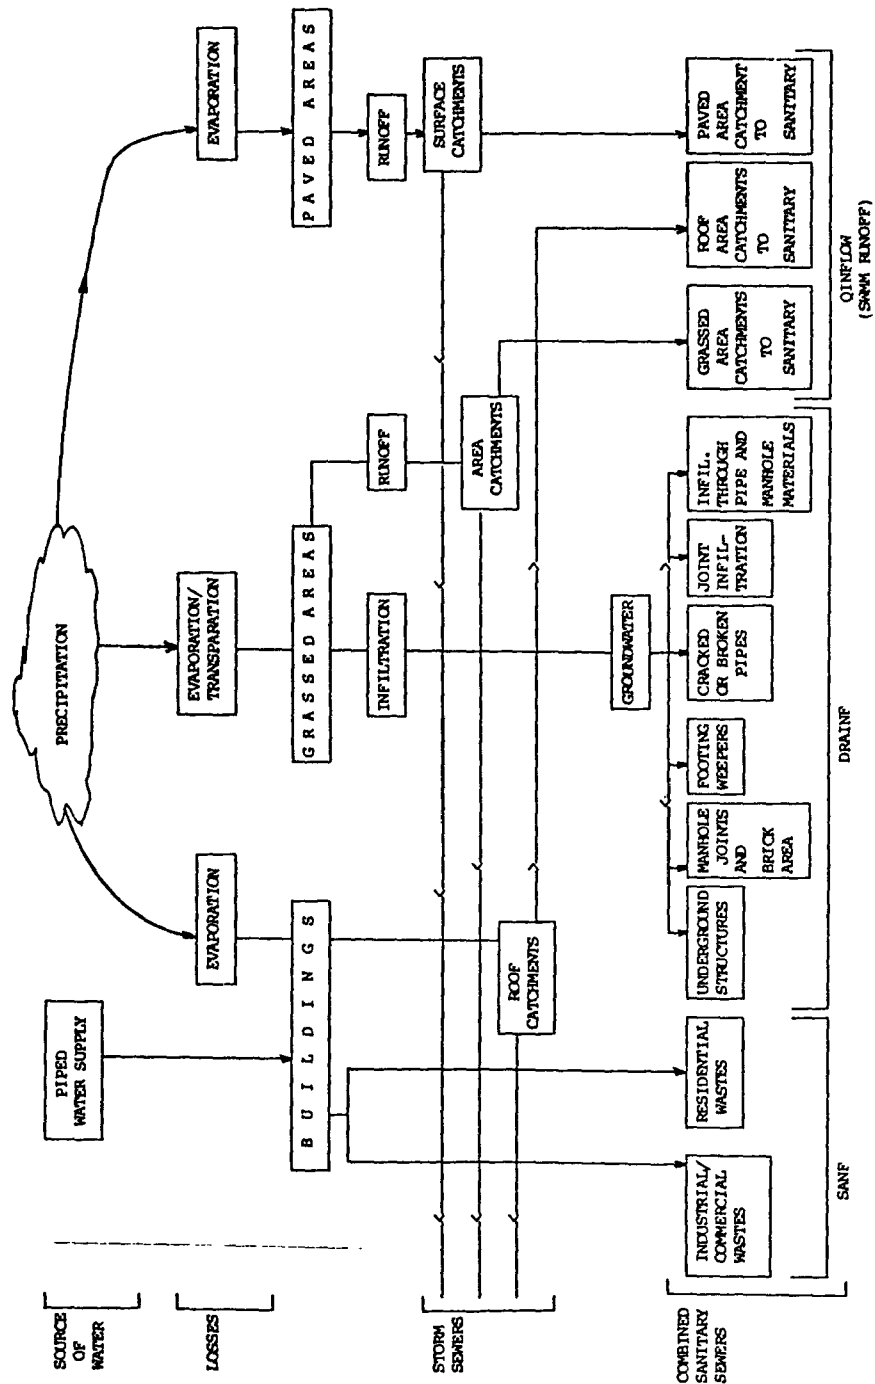 SOURCE
OF
WATER
PIPED
WATER SUPPLY
PRECIPITATION
LOSSES
EVAPORATION
EVAPORATION/
TRANSPARATION
EVAPORATION
BUILDINGS
GRASSED AREAS
PAVED AREAS
INFILTRATION
RUNOFF
RUNOFF
STORM
SEWERS
ROOF
CATCHMENTS
AREA
CATCHMENTS
SURFACE
CATCHMENTS
GROUNDWATER
COMBINED
SANITARY
SEWERS
INDUSTRIAL/
COMMERCIAL
WASTES
RESIDENTIAL
WASTES
UNDERGROUND
STRUCTURES
MANHOLE
JOINTS
AND
BRICK
AREA
FOOTING
WEEPERS
CRACKED
OR BROKEN
PIPES
JOINT
INFIL-
TRATION
INFIL.
THROUGH
PIPE AND
MANHOLE
MATERIALS
GRASSED
AREA
CATCHMENTS
TO
SANITARY
ROOF
AREA
CATCHMENTS
TO
SANITARY
PAVED
AREA
CATCHMENT
TO
SANITARY
SANF
DRAINF
QINFLOW
(SWMM RUNOFF)